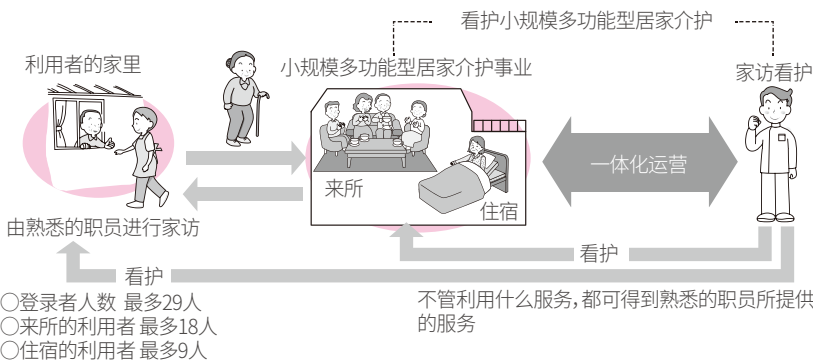 看护小规模多功能型居家介护
利用者的家里
小规模多功能型居家介护事业
家访看护
一体化运营
来所
住宿
由熟悉的职员进行家访
看护
看护
○登录者人数 最多29人
○来所的利用者 最多18人
○住宿的利用者 最多9人
不管利用什么服务，都可得到熟悉的职员所提供
的服务